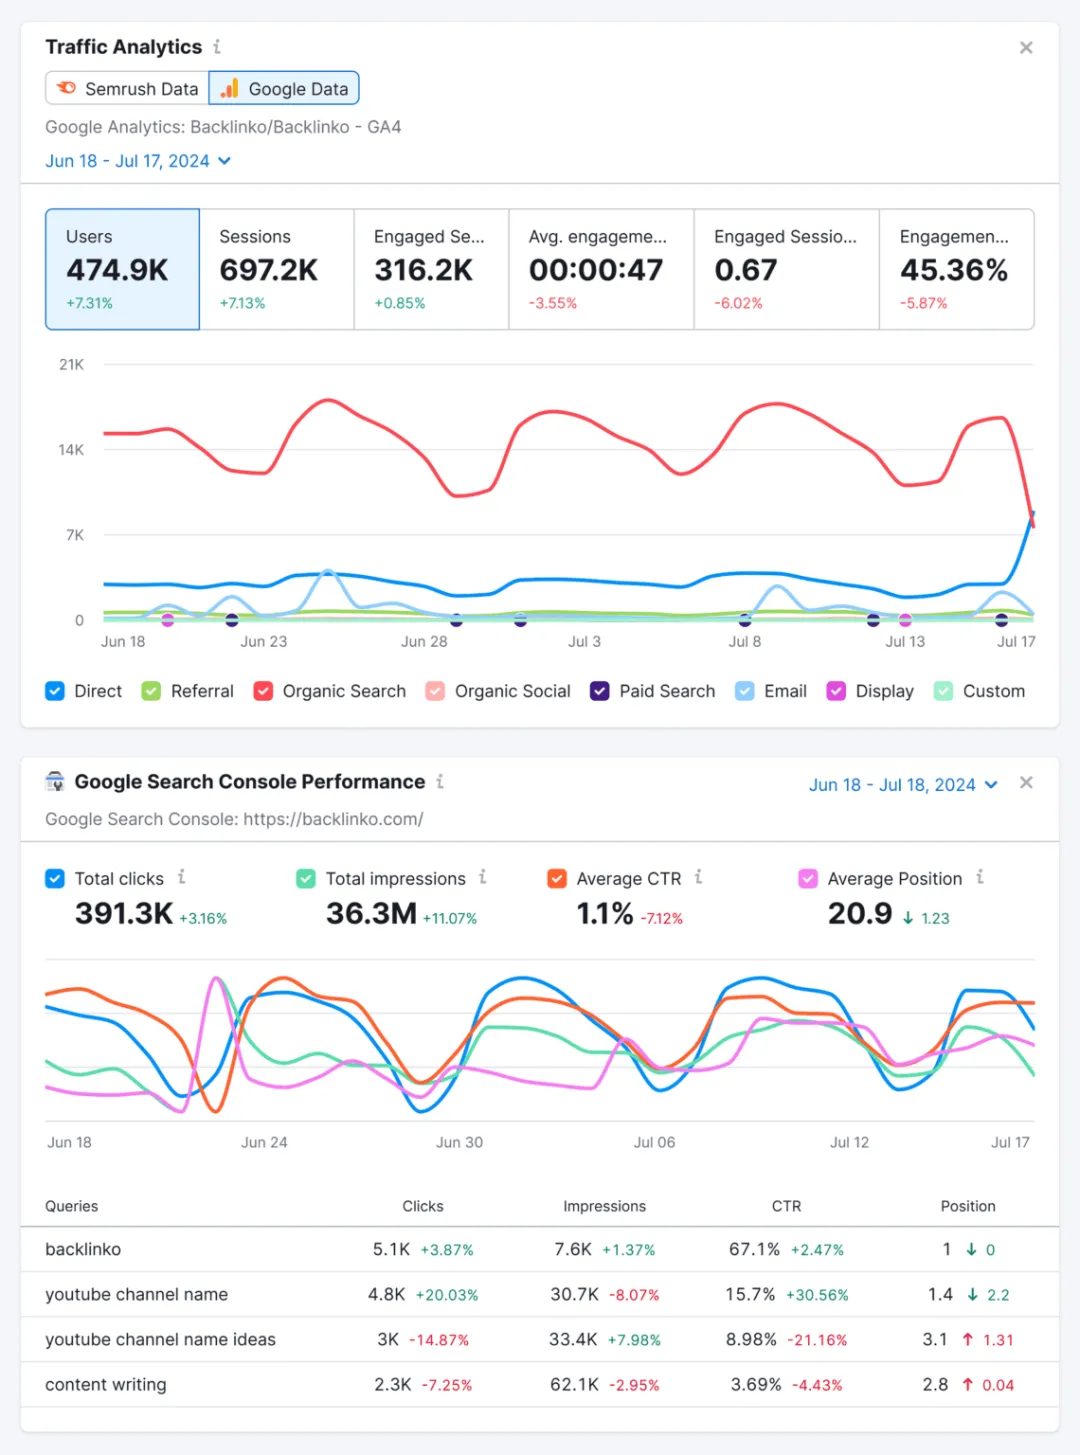 Traffic Analytics i
Semrush Data Google Data
Google Analytics: Backlinko/Backlinko - GA4
Jun 18 - Jul 17, 2024
Users Sessions Engaged Se... Avg. engageme... Engaged Sessio... Engagemen...
474.9K 697.2K 316.2K 00:00:47 0.67 45.36%
+7.31% +7.13% +0.85% -3.55% -6.02% -5.87%
21K
14K
7K
0
Jun 18 Jun 23 Jun 28 Jul 3 Jul 8 Jul 13 Jul 17
Direct Referral Organic Search Organic Social Paid Search Email Display Custom
Google Search Console Performance i Jun 18 - Jul 18, 2024
Google Search Console: https://backlinko.com/
Total clicks i Total impressions i Average CTR i Average Position i
391.3K +3.16% 36.3M +11.07% 1.1% -7.12% 20.9 ↓ 1.23
Jun 18 Jun 24 Jun 30 Jul 06 Jul 12 Jul 17
Queries Clicks Impressions CTR Position
backlinko 5.1K +3.87% 7.6K +1.37% 67.1% +2.47% 1 ↓ 0
youtube channel name 4.8K +20.03% 30.7K -8.07% 15.7% +30.56% 1.4 ↓ 2.2
youtube channel name ideas 3K -14.87% 33.4K +7.98% 8.98% -21.16% 3.1 ↑ 1.31
content writing 2.3K -7.25% 62.1K -2.95% 3.69% -4.43% 2.8 ↑ 0.04